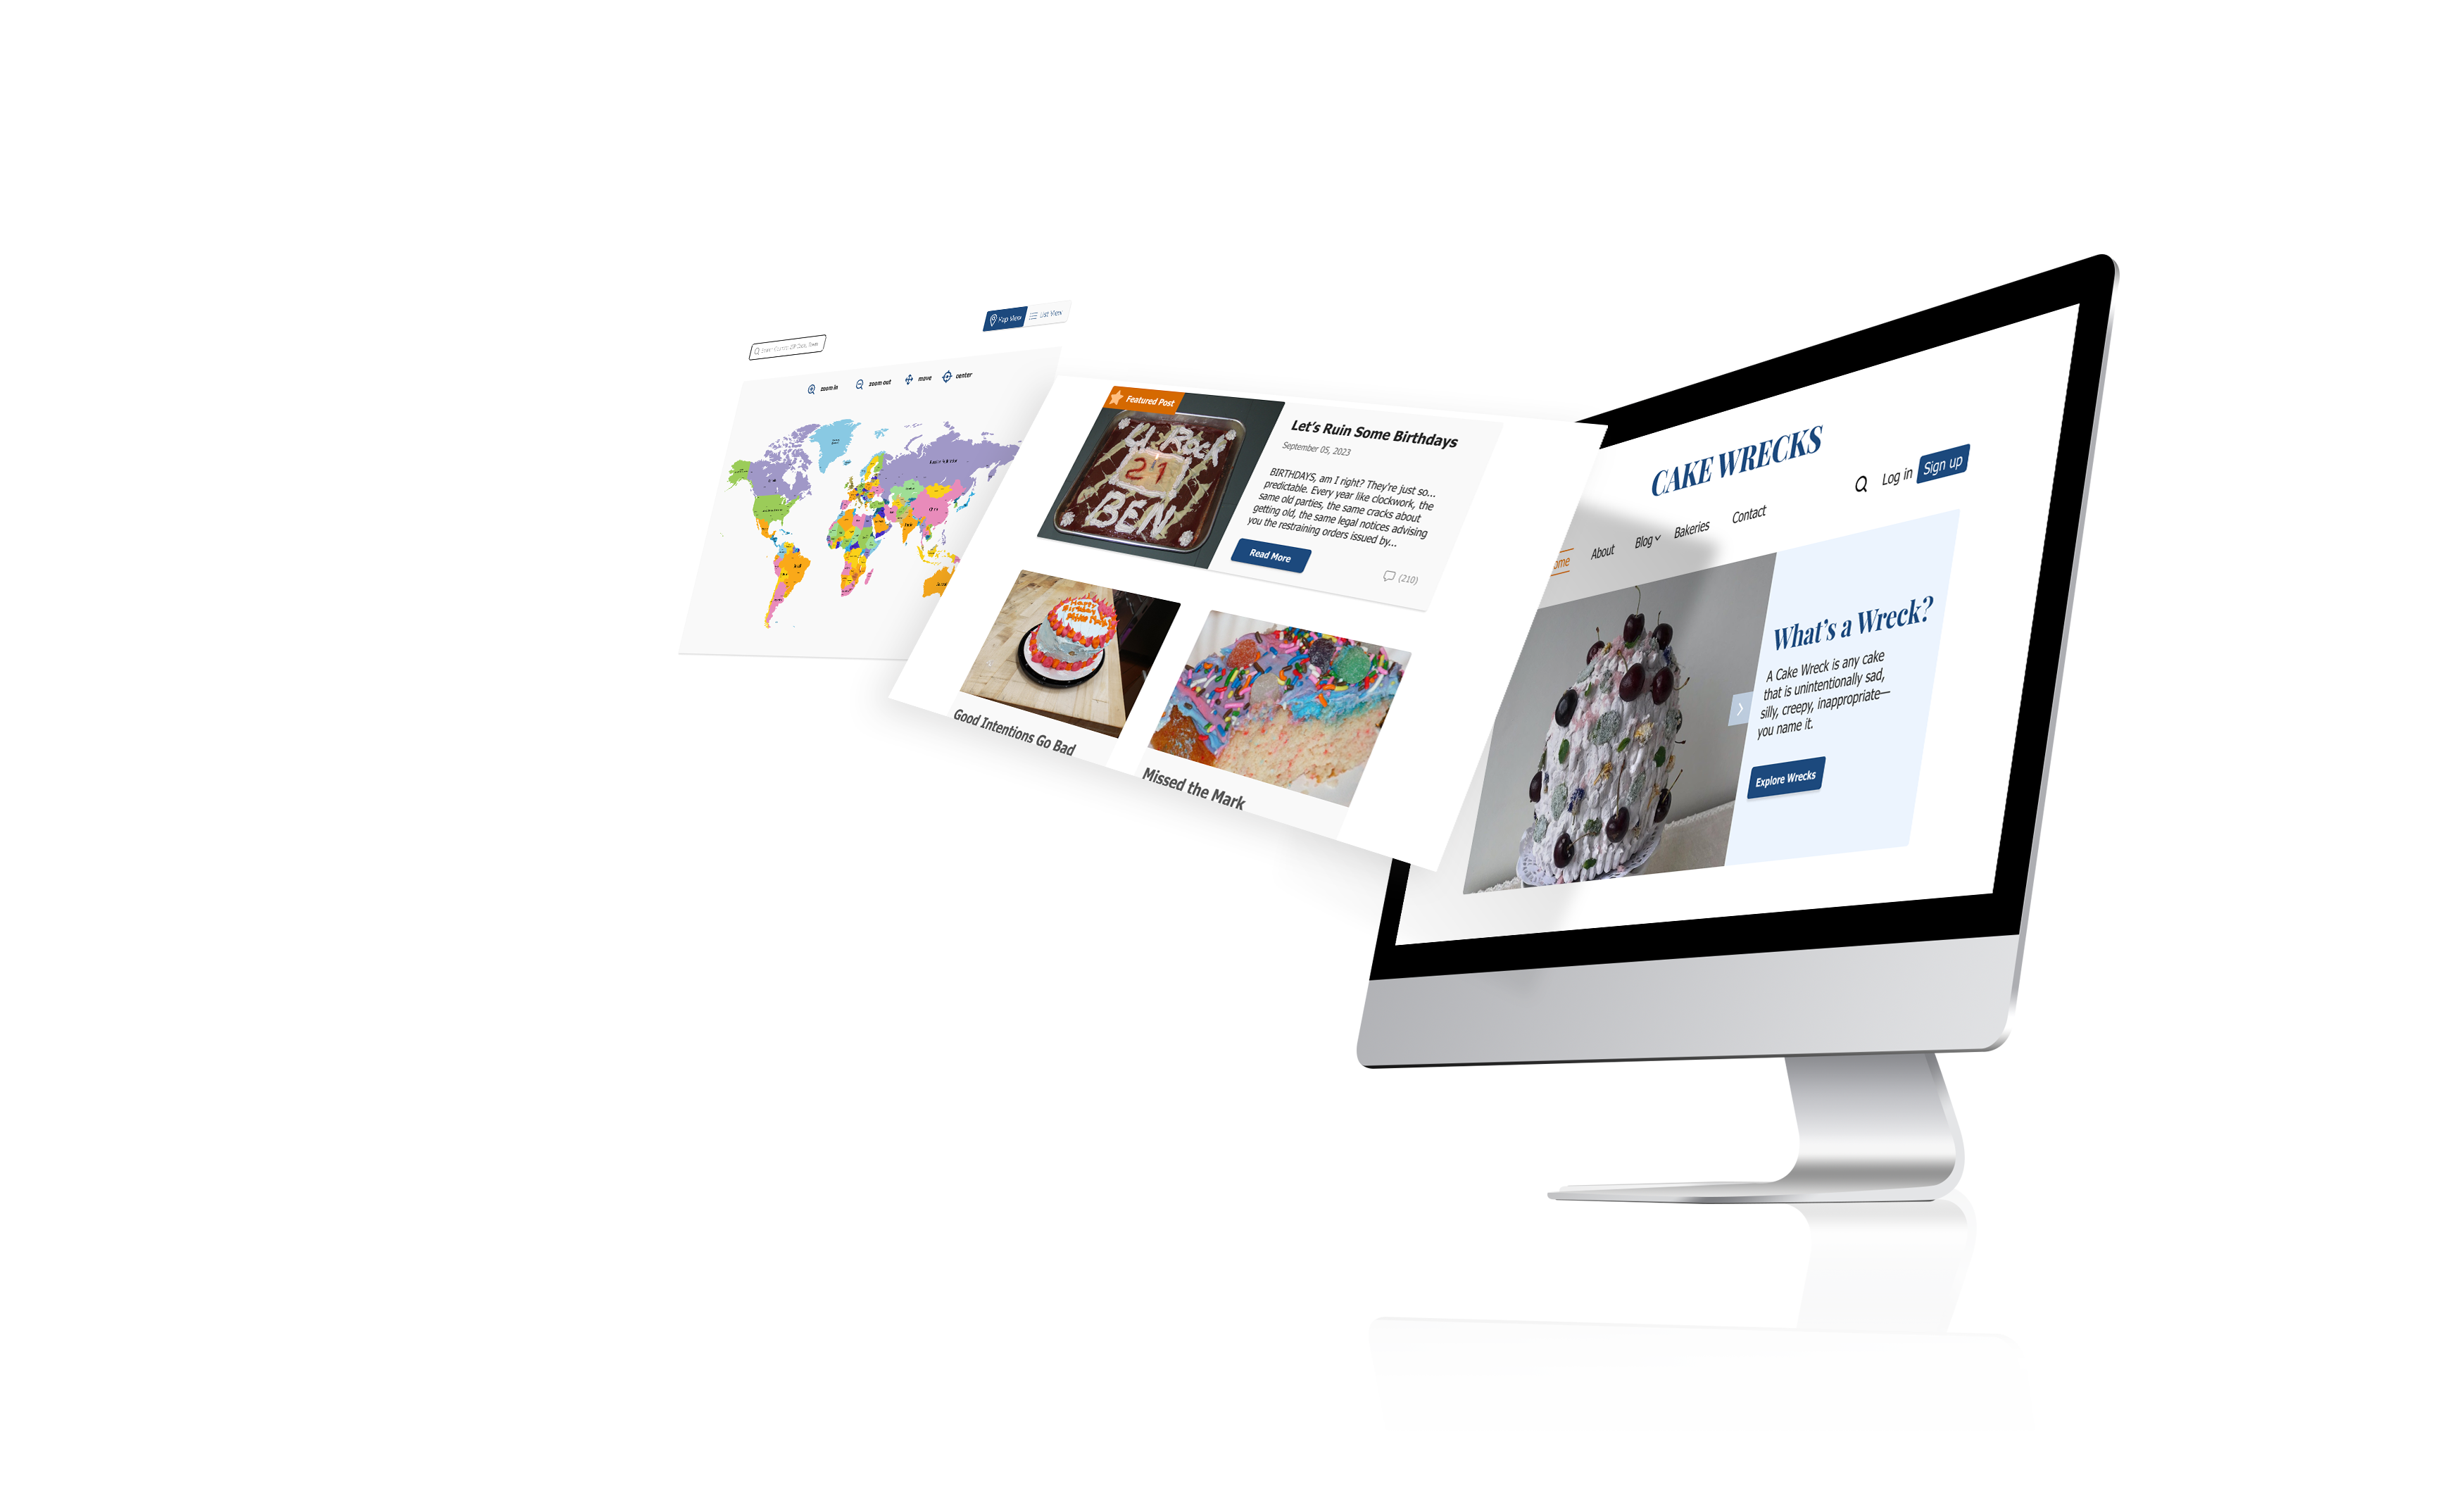 Map View
List View
zoom in
zoom out
move
center
Featured Post
U Rock
21
BEN
Let's Ruin Some Birthdays
September 05, 2023
BIRTHDAYS, am I right? They're just so...
predictable. Every year like clockwork, the
same old parties, the same cracks about
getting old, the same legal notices advising
you the restraining orders issued by...
Read More
(210)
Happy
Birthday
Good Intentions Go Bad
Missed the Mark
CAKE WRECKS
Log in
Sign up
ome
About
Blog
Bakeries
Contact
What's a Wreck?
A Cake Wreck is any cake
that is unintentionally sad,
silly, creepy, inappropriate—
you name it.
Explore Wrecks